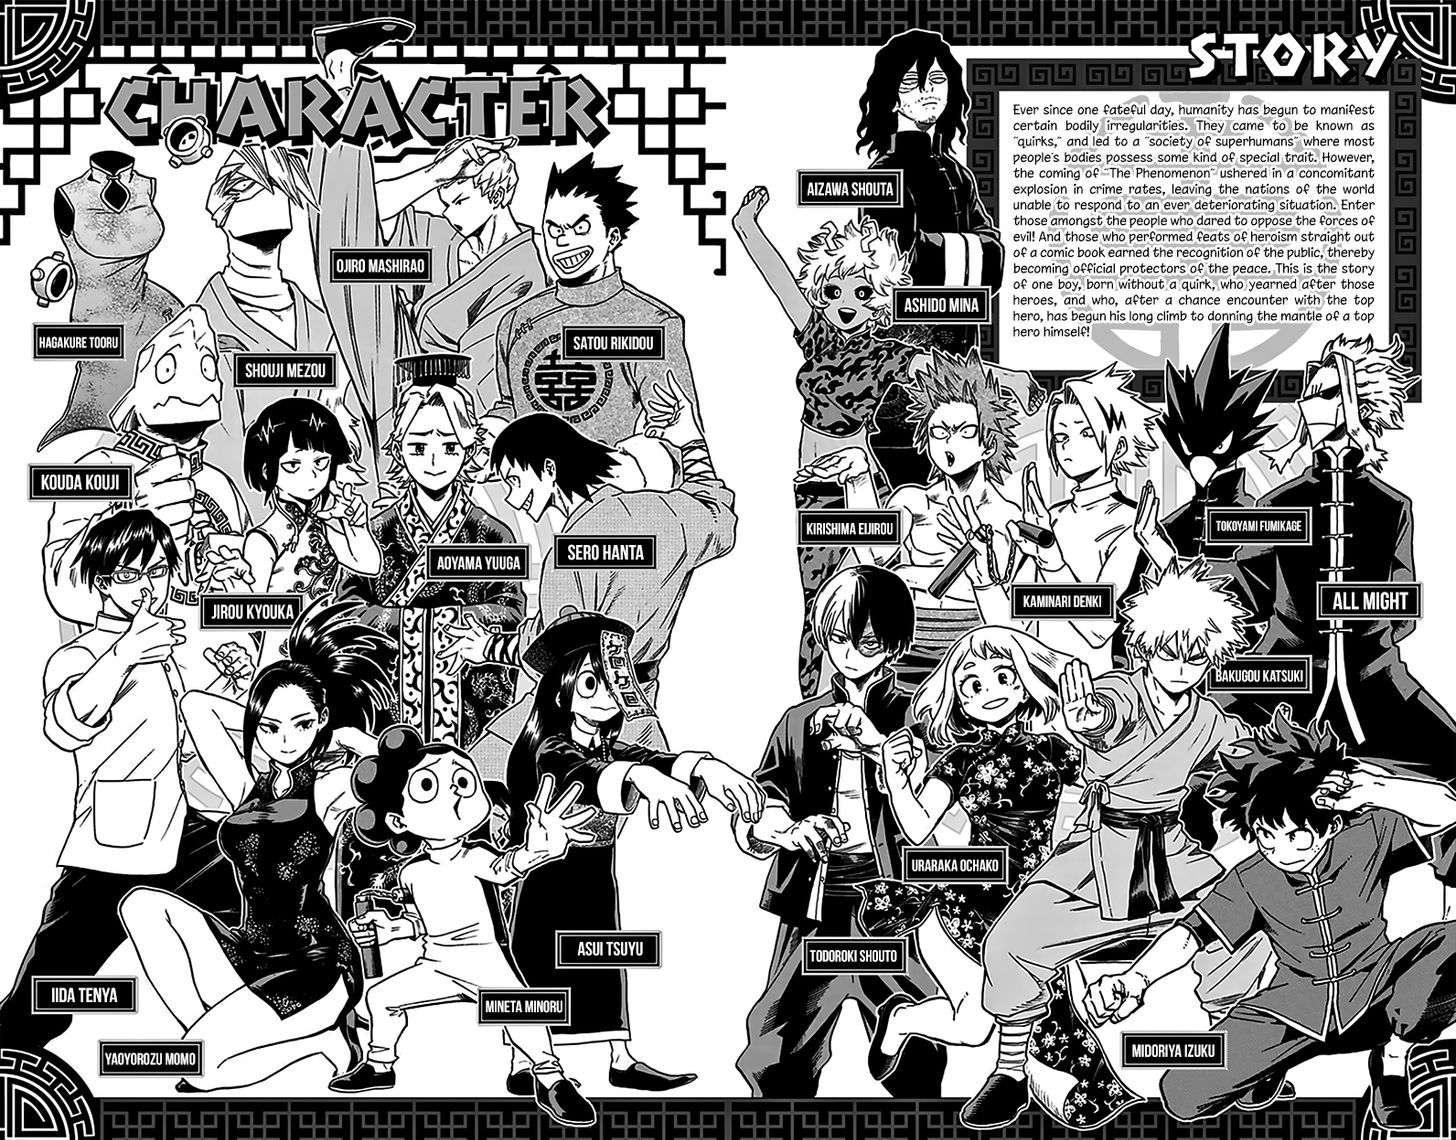 CHARACTER
HAGAKURE TOORU
SHOUJI MEZOU
OJIRO MASHIRAO
SATOU RIKIDOU
KOUDA KOUJI
JIROU KYOUKA
AOYAMA YUUGA
SERO HANTA
IIDA TENYA
YAOYOROZU MOMO
MINETA MINORU
ASUI TSUYU
STORY
Ever since one fateful day, humanity has begun to manifest
certain bodily irregularities. They came to be known as
"quirks," and led to a "society of superhumans" where most
people's bodies possess some kind of special trait. However,
the coming of "The Phenomenon" ushered in a concomitant
explosion in crime rates, leaving the nations of the world
unable to respond to an ever deteriorating situation. Enter
those amongst the people who dared to oppose the forces of
evil! And those who performed feats of heroism straight out
of a comic book earned the recognition of the public, thereby
becoming official protectors of the peace. This is the story
of one boy, born without a quirk, who yearned after those
heroes, and who, after a chance encounter with the top
hero, has begun his long climb to donning the mantle of a top
hero himself!
AIZAWA SHOUTA
ASHIDO MINA
KIRISHIMA EIJIROU
KAMINARI DENKI
TOKOYAMI FUMIKAGE
ALL MIGHT
BAKUGOU KATSUKI
URARAKA OCHAKO
TODOROKI SHOUTO
MIDORIYA IZUKU
囍